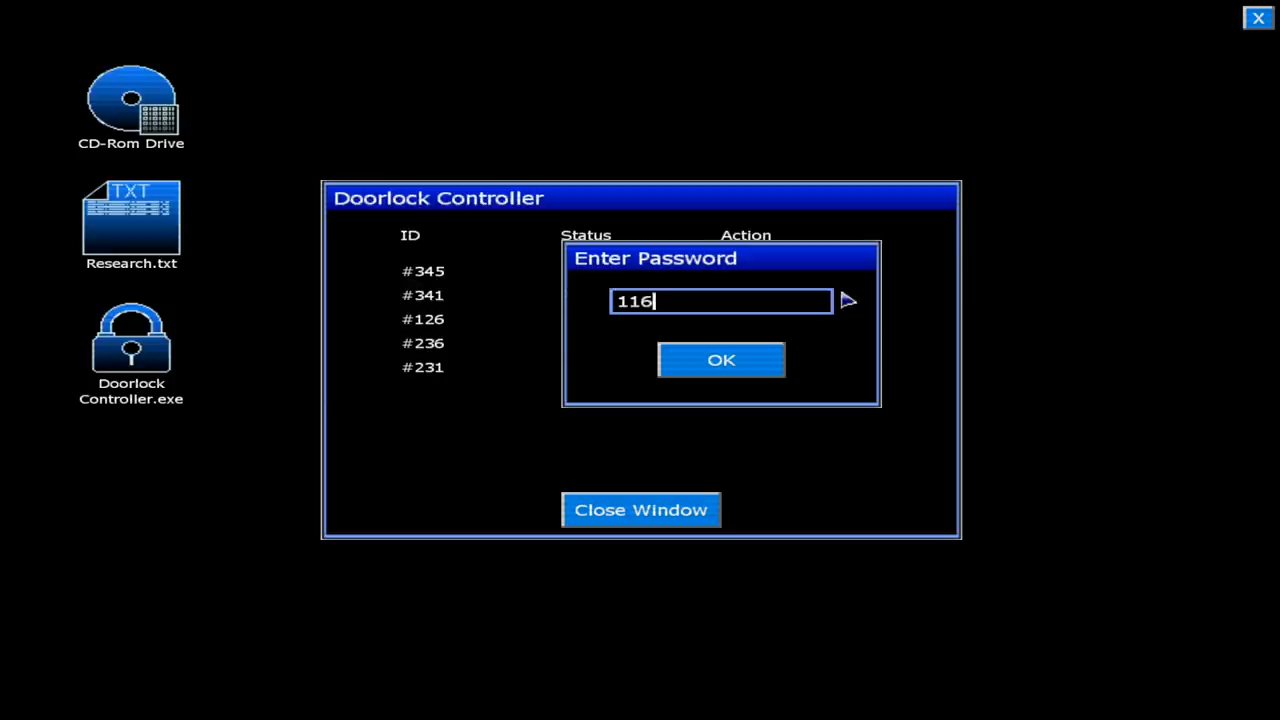 X
CD-Rom Drive
TXT
Research.txt
Doorlock
Controller.exe
Doorlock Controller
ID Status Action
#345
#341
#126
#236
#231
Enter Password
116
OK
Close Window